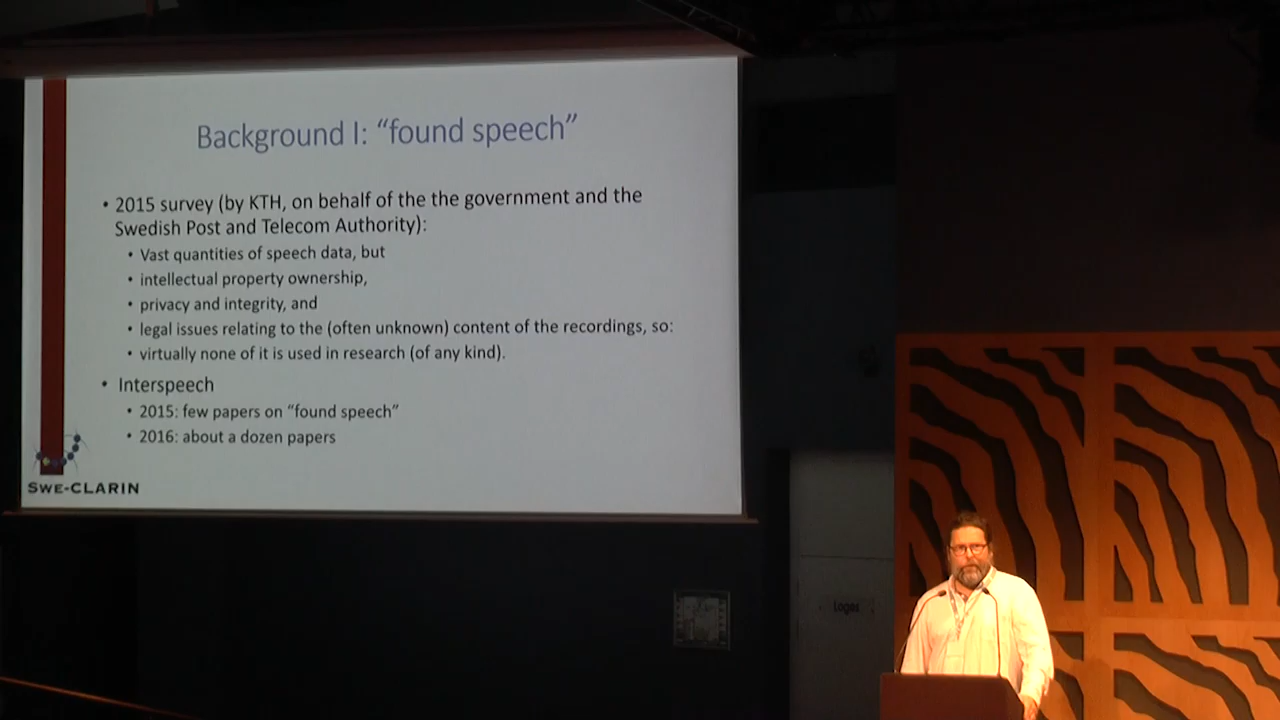 Background I: “found speech”
• 2015 survey (by KTH, on behalf of the the government and the
Swedish Post and Telecom Authority):
• Vast quantities of speech data, but
• intellectual property ownership,
• privacy and integrity, and
• legal issues relating to the (often unknown) content of the recordings, so:
• virtually none of it is used in research (of any kind).
• Interspeech
• 2015: few papers on “found speech”
• 2016: about a dozen papers
SWE-CLARIN
Loges